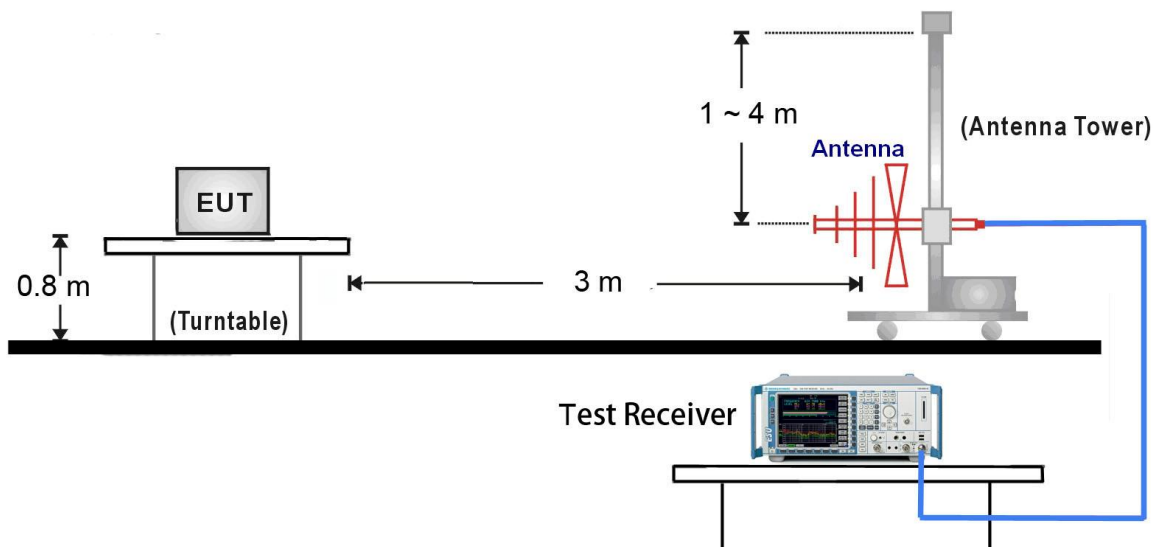 1 ~ 4 m
(Antenna Tower)
Antenna
EUT
0.8 m
3 m
(Turntable)
Test Receiver